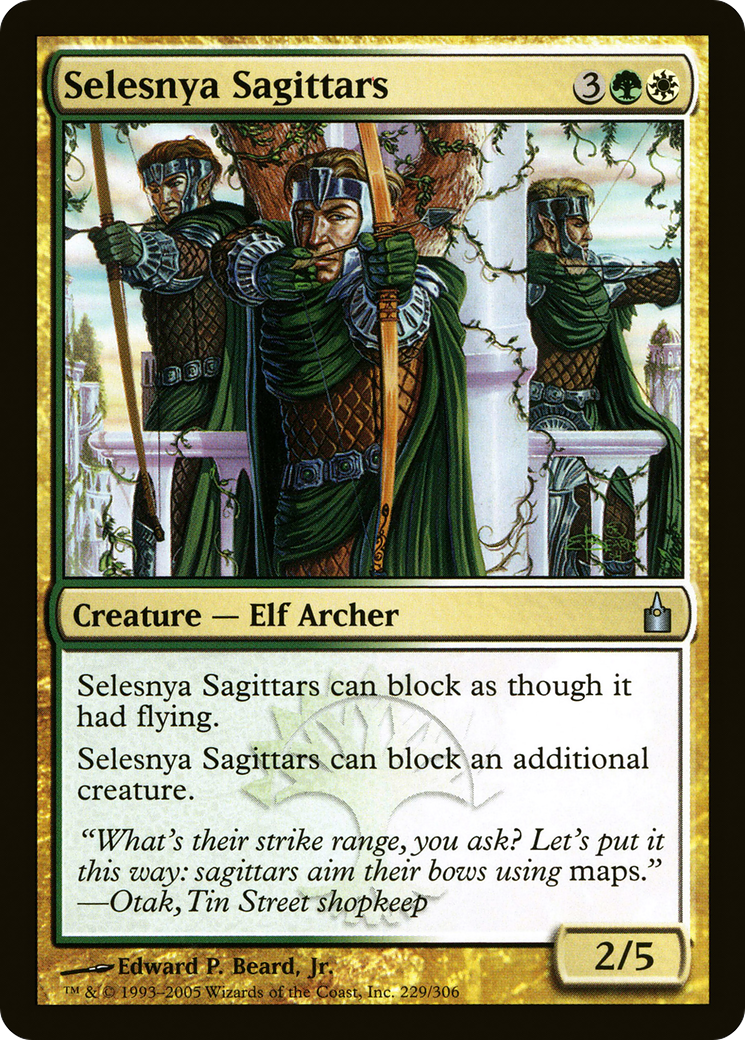 Selesnya Sagittars 3
Creature — Elf Archer
Selesnya Sagittars can block as though it
had flying.
Selesnya Sagittars can block an additional
creature.
“What’s their strike range, you ask? Let’s put it
this way: sagittars aim their bows using maps.”
—Otak, Tin Street shopkeep
2/5
Edward P. Beard, Jr.
™ & © 1993–2005 Wizards of the Coast, Inc. 229/306